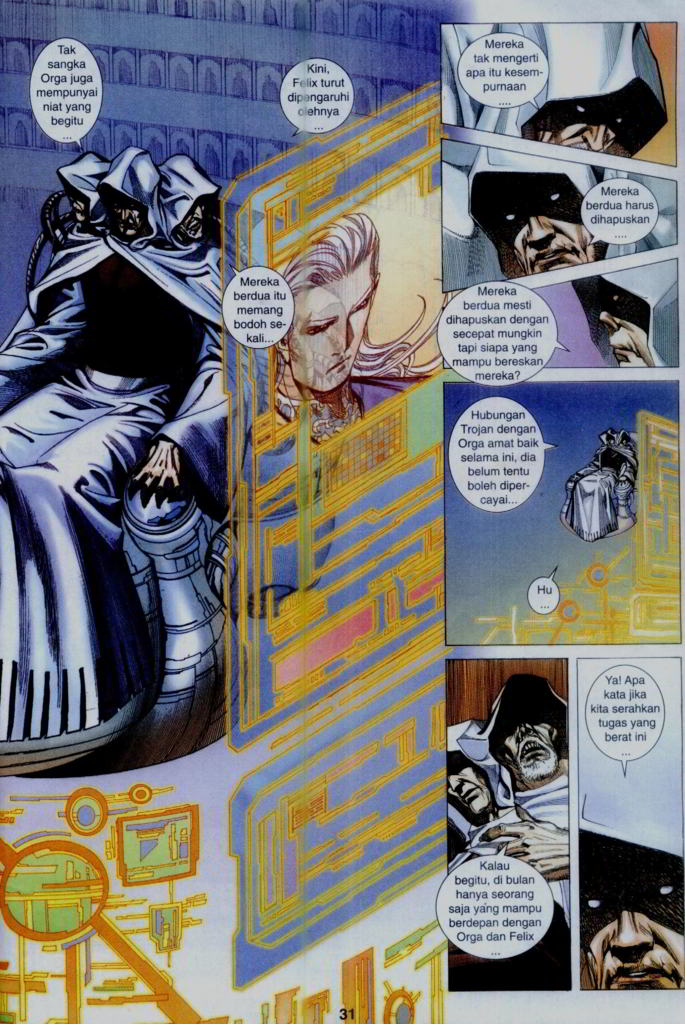 Tak
sangka
Orga juga
mempunyai
niat yang
begitu
...
Kini,
Felix turut
dipengaruhi
olehnya
...
Mereka
berdua itu
memang
bodoh se-
kali...
Mereka
tak mengerti
apa itu kesem-
purnaan
....
Mereka
berdua harus
dihapuskan
....
Mereka
berdua mesti
dihapuskan dengan
secepat mungkin
tapi siapa yang
mampu bereskan
mereka?
Hubungan
Trojan dengan
Orga amat baik
selama ini, dia
belum tentu
boleh diper-
cayai...
Hu
...
Kalau
begitu, di bulan
hanya seorang
saja yang mampu
berdepan dengan
Orga dan Felix
...
Ya! Apa
kata jika
kita serahkan
tugas yang
berat ini
...
31